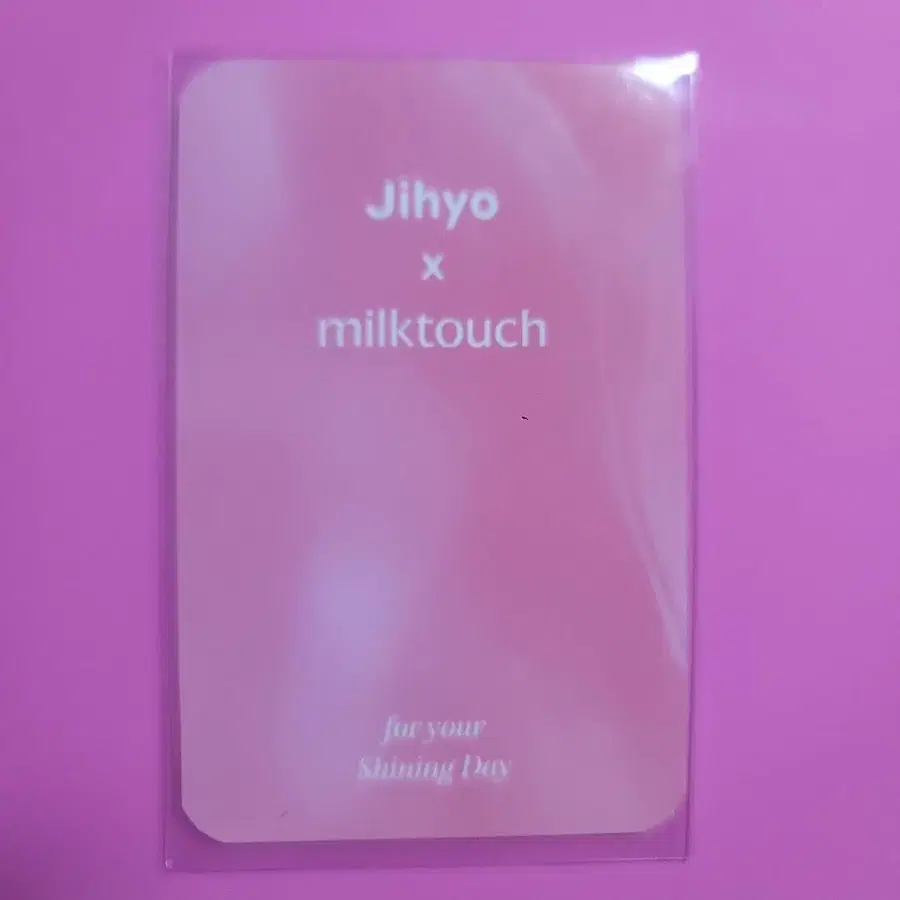 Jihyo
x
milktouch
for your
Shining Day